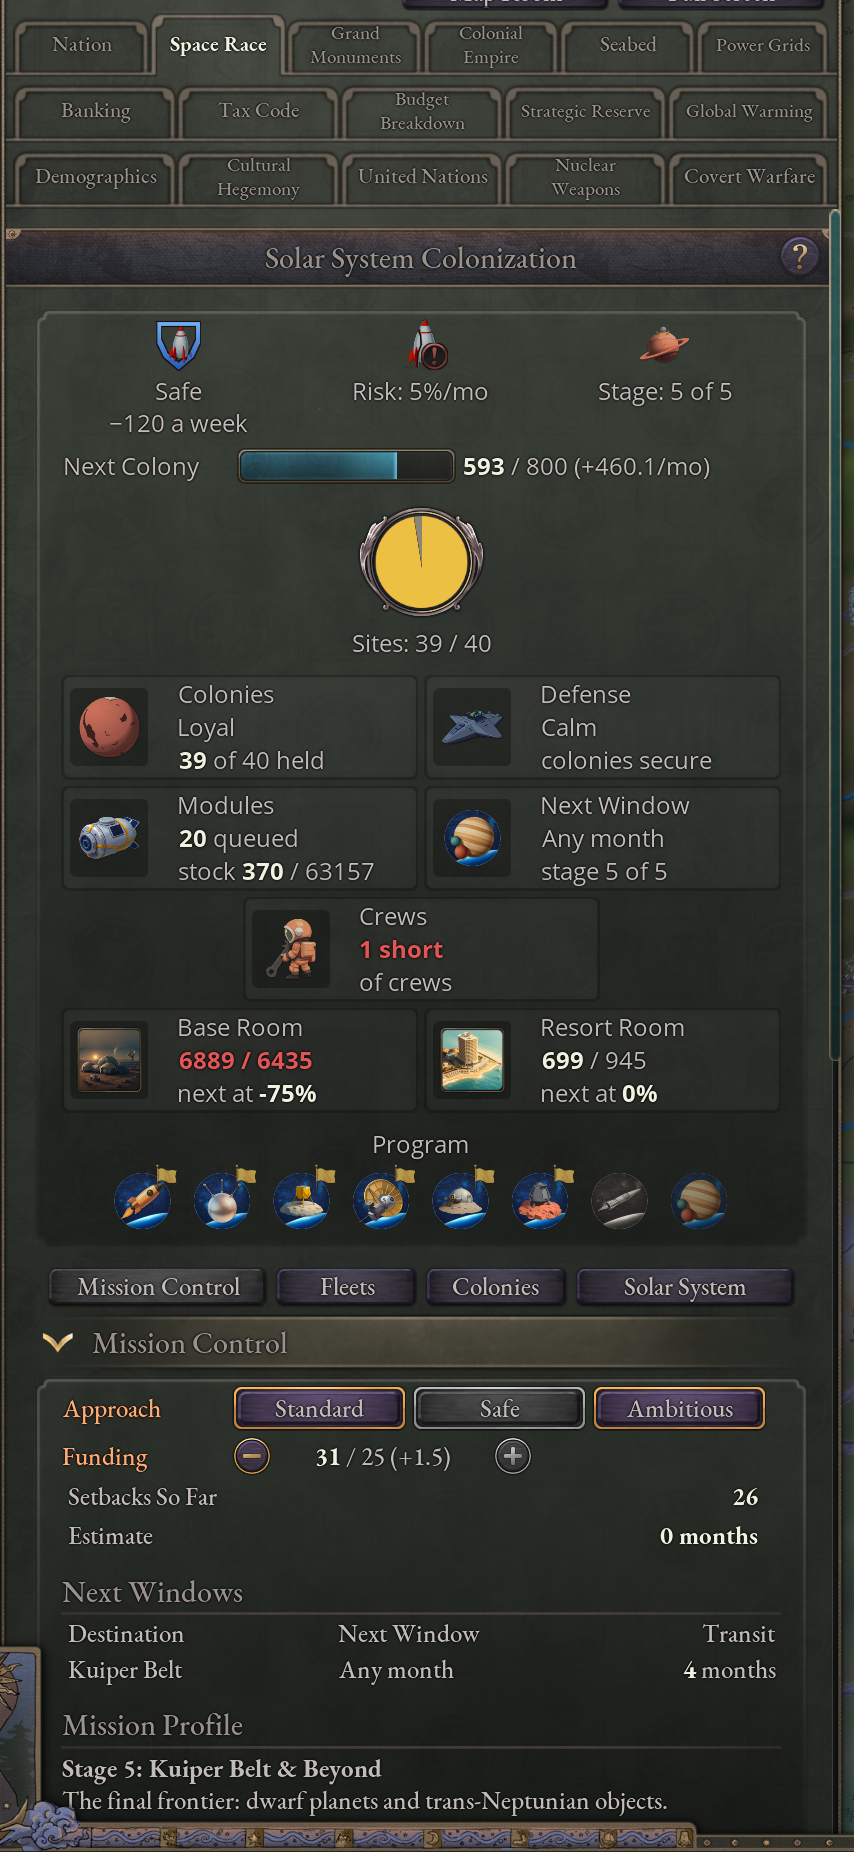 Nation
Space Race
Grand
Monuments
Colonial
Empire
Seabed
Power Grids
Banking
Tax Code
Budget
Breakdown
Strategic Reserve
Global Warming
Demographics
Cultural
Hegemony
United Nations
Nuclear
Weapons
Covert Warfare
Solar System Colonization
?
Safe
−120 a week
Risk: 5%/mo
Stage: 5 of 5
Next Colony 593 / 800 (+460.1/mo)
Sites: 39 / 40
Colonies
Loyal
39 of 40 held
Defense
Calm
colonies secure
Modules
20 queued
stock 370 / 63157
Next Window
Any month
stage 5 of 5
Crews
1 short
of crews
Base Room
6889 / 6435
next at -75%
Resort Room
699 / 945
next at 0%
Program
Mission Control Fleets Colonies Solar System
Mission Control
Approach Standard Safe Ambitious
Funding 31 / 25 (+1.5)
Setbacks So Far 26
Estimate 0 months
Next Windows
Destination Next Window Transit
Kuiper Belt Any month 4 months
Mission Profile
Stage 5: Kuiper Belt & Beyond
The final frontier: dwarf planets and trans-Neptunian objects.